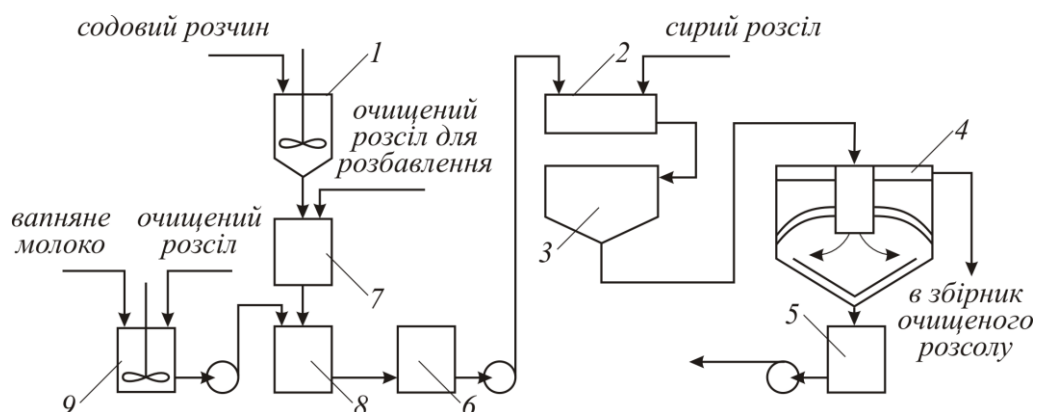 содовий розчин
1
сирий розсіл
2
очищений
розсіл для
розбавлення
4
вапняне
молоко
очищений
розсіл
3
7
5
в збірник
очищеного
розсолу
9
8
6